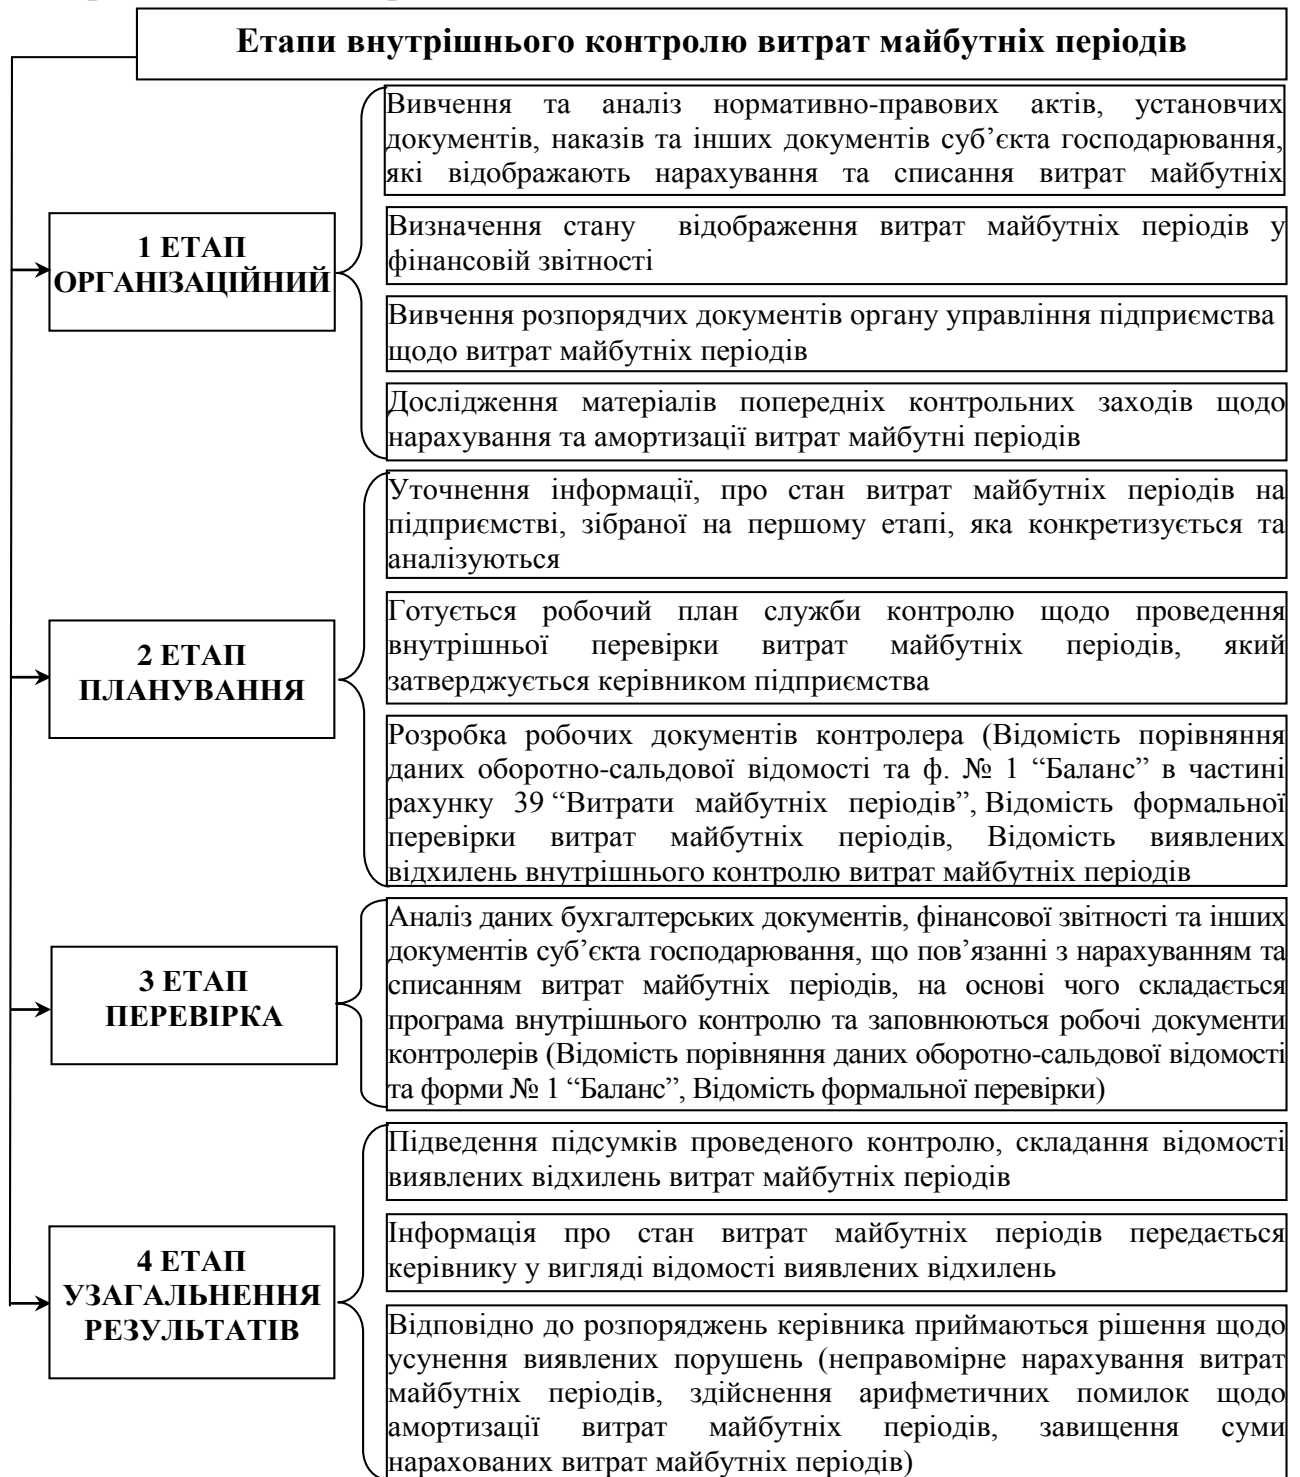 Етапи внутрішнього контролю витрат майбутніх періодів
1 ЕТАП
ОРГАНІЗАЦІЙНИЙ
Вивчення та аналіз нормативно-правових актів, установчих
документів, наказів та інших документів суб’єкта господарювання,
які відображають нарахування та списання витрат майбутніх
Визначення стану відображення витрат майбутніх періодів у
фінансовій звітності
Вивчення розпорядчих документів органу управління підприємства
щодо витрат майбутніх періодів
Дослідження матеріалів попередніх контрольних заходів щодо
нарахування та амортизації витрат майбутні періодів
2 ЕТАП
ПЛАНУВАННЯ
Уточнення інформації, про стан витрат майбутніх періодів на
підприємстві, зібраної на першому етапі, яка конкретизується та
аналізуються
Готується робочий план служби контролю щодо проведення
внутрішньої перевірки витрат майбутніх періодів, який
затверджується керівником підприємства
Розробка робочих документів контролера (Відомість порівняння
даних оборотно-сальдової відомості та ф. № 1 “Баланс” в частині
рахунку 39 “Витрати майбутніх періодів”, Відомість формальної
перевірки витрат майбутніх періодів, Відомість виявлених
відхилень внутрішнього контролю витрат майбутніх періодів
3 ЕТАП
ПЕРЕВІРКА
Аналіз даних бухгалтерських документів, фінансової звітності та інших
документів суб’єкта господарювання, що пов’язанні з нарахуванням та
списанням витрат майбутніх періодів, на основі чого складається
програма внутрішнього контролю та заповнюються робочі документи
контролерів (Відомість порівняння даних оборотно-сальдової відомості
та форми № 1 “Баланс”, Відомість формальної перевірки)
4 ЕТАП
УЗАГАЛЬНЕННЯ
РЕЗУЛЬТАТІВ
Підведення підсумків проведеного контролю, складання відомості
виявлених відхилень витрат майбутніх періодів
Інформація про стан витрат майбутніх періодів передається
керівнику у вигляді відомості виявлених відхилень
Відповідно до розпоряджень керівника приймаються рішення щодо
усунення виявлених порушень (неправомірне нарахування витрат
майбутніх періодів, здійснення арифметичних помилок щодо
амортизації витрат майбутніх періодів, завищення суми
нарахованих витрат майбутніх періодів)